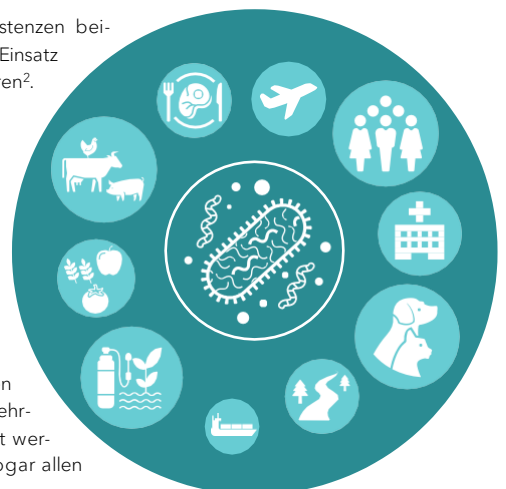 stenzen bei-
Einsatz
ren².
n
ehr-
t wer-
ogar allen